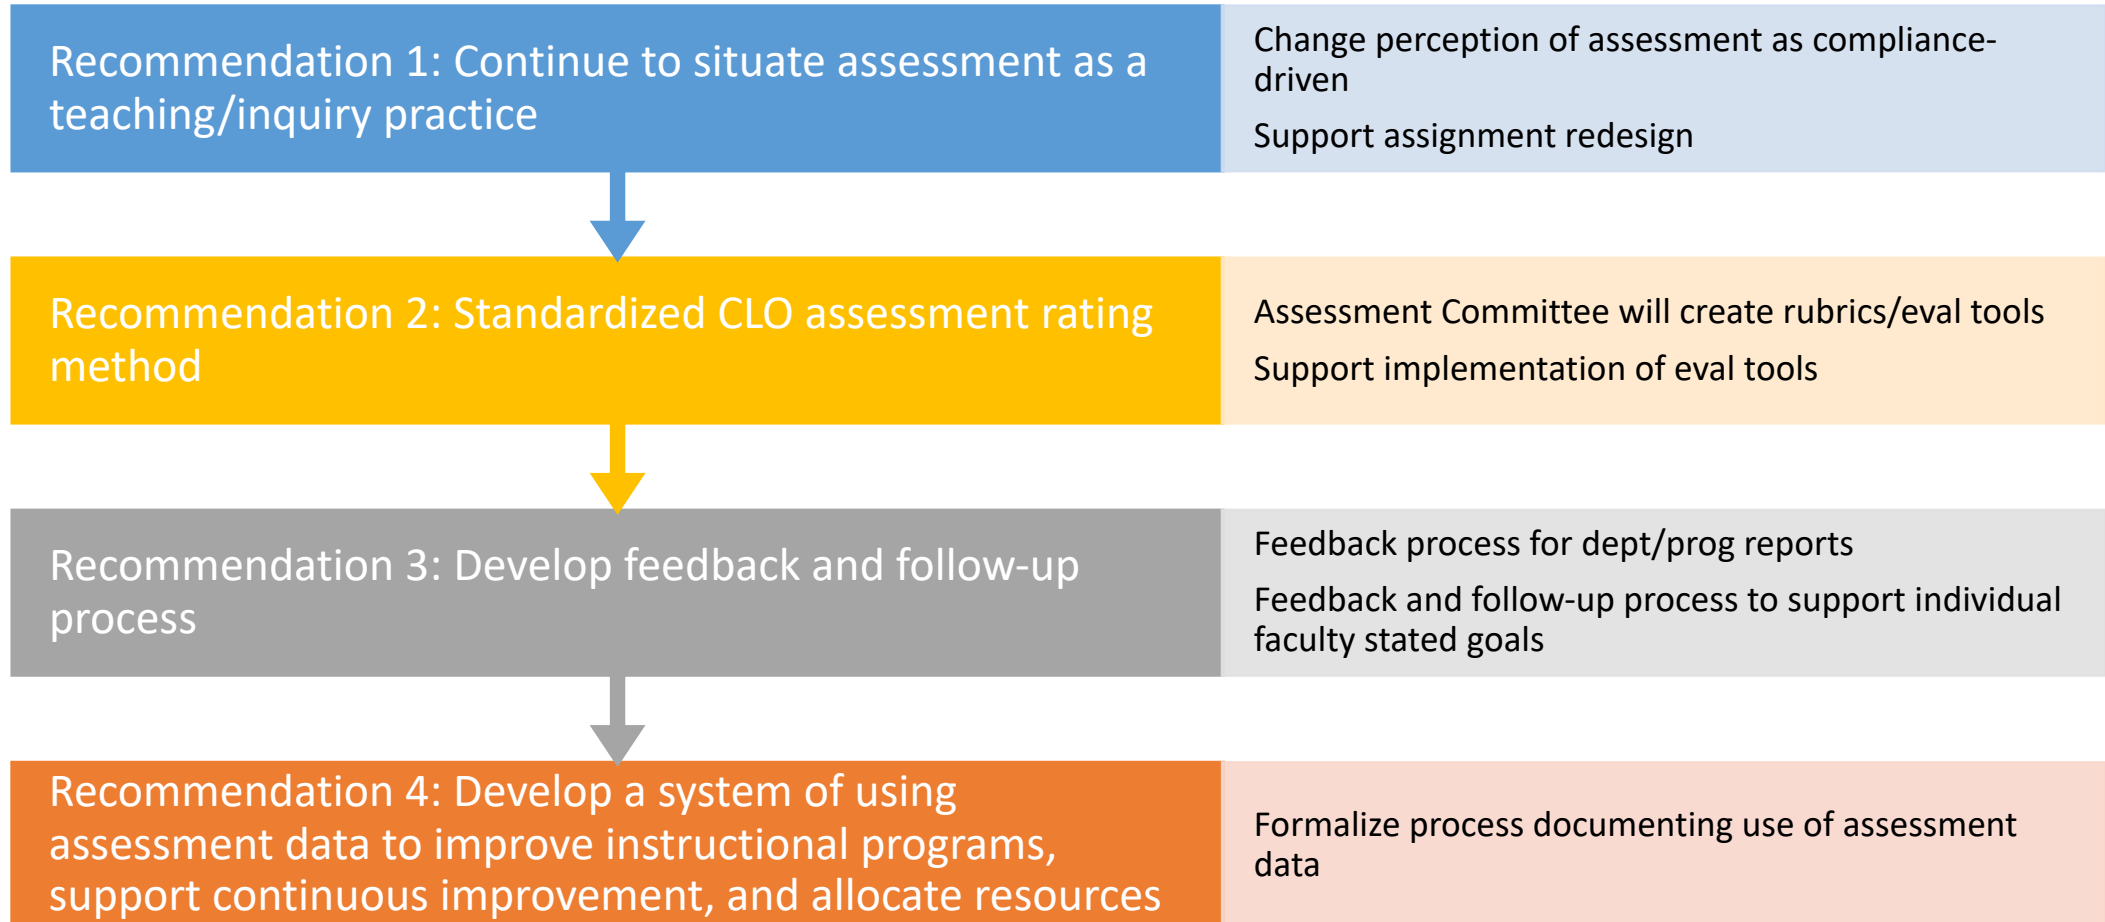 Recommendation 1: Continue to situate assessment as a
teaching/inquiry practice
Change perception of assessment as compliance-
driven
Support assignment redesign
Recommendation 2: Standardized CLO assessment rating
method
Assessment Committee will create rubrics/eval tools
Support implementation of eval tools
Recommendation 3: Develop feedback and follow-up
process
Feedback process for dept/prog reports
Feedback and follow-up process to support individual
faculty stated goals
Recommendation 4: Develop a system of using
assessment data to improve instructional programs,
support continuous improvement, and allocate resources
Formalize process documenting use of assessment
data